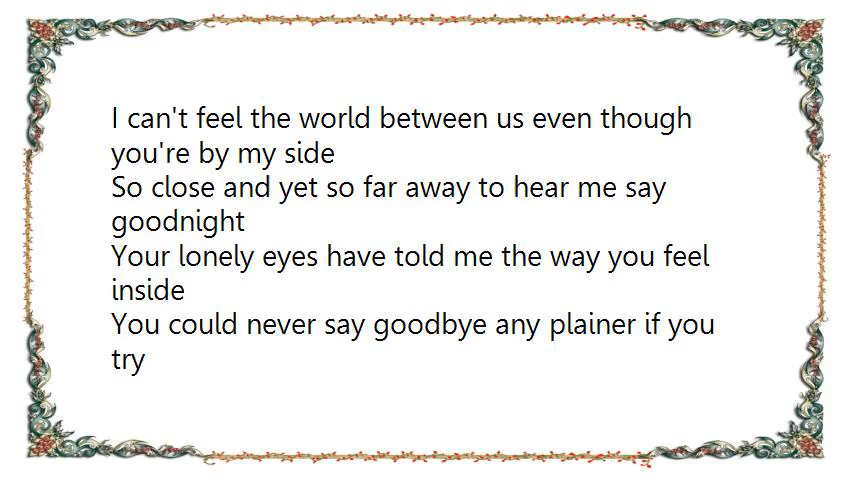 I can't feel the world between us even though
you're by my side
So close and yet so far away to hear me say
goodnight
Your lonely eyes have told me the way you feel
inside
You could never say goodbye any plainer if you
try